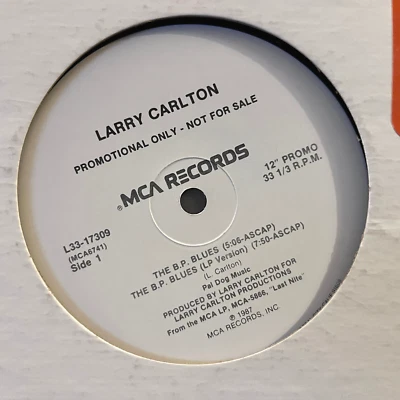 LARRY CARLTON
PROMOTIONAL ONLY - NOT FOR SALE
®MCA RECORDS
L33-17309
(MCA6741)
Side 1
12" PROMO
33 1/3 R.P.M.
THE B.P. BLUES (5:06-ASCAP)
THE B.P. BLUES (LP Version) (7:50-ASCAP)
(L. Carlton)
Pal Dog Music
PRODUCED BY LARRY CARLTON FOR
LARRY CARLTON PRODUCTIONS
From the MCA LP, MCA-5866, "Last Nite"
℗ 1987
MCA RECORDS, INC.